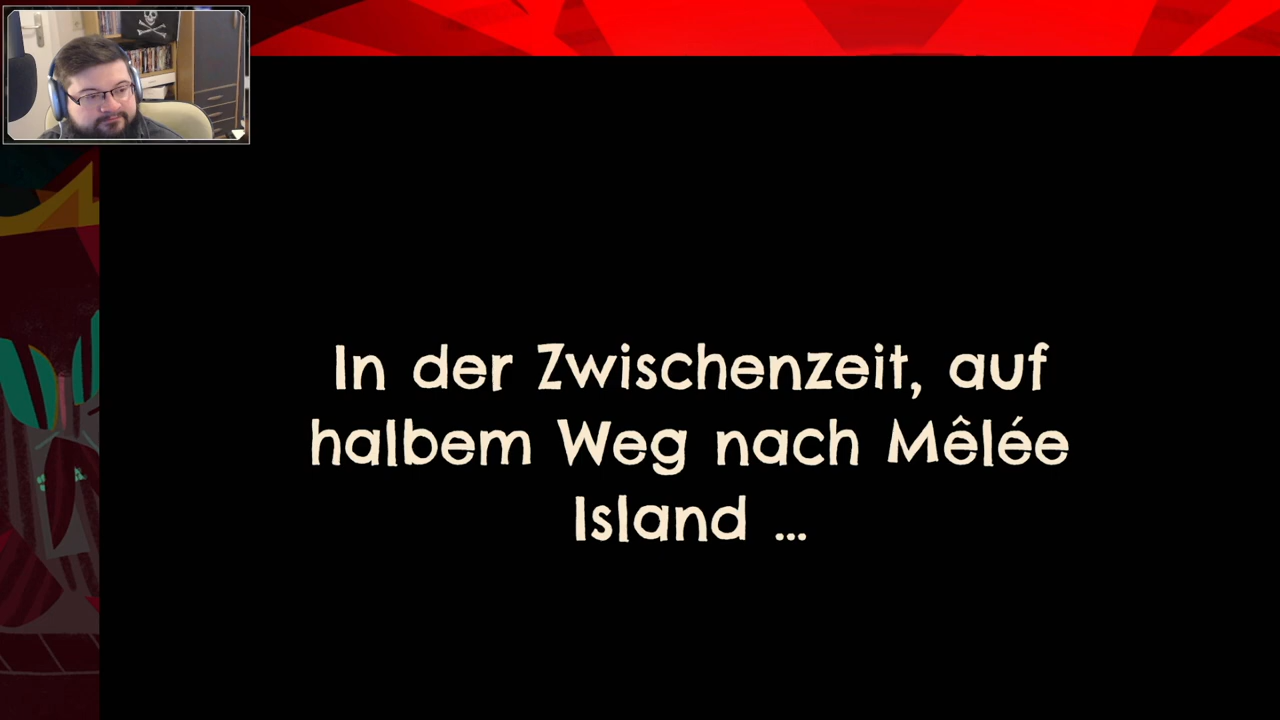 In der Zwischenzeit, auf
halbem Weg nach Mêlée
Island ...